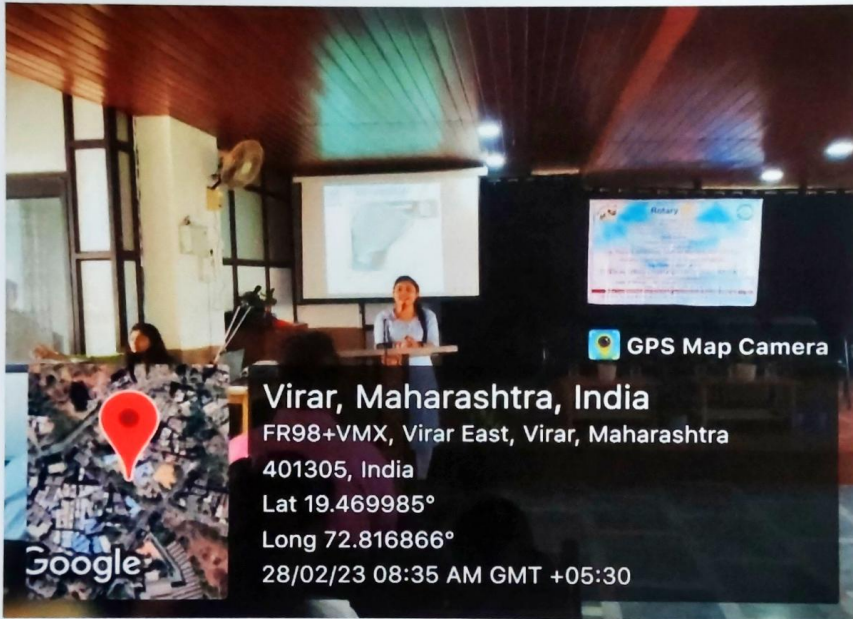 Rotary
GPS Map Camera
Virar, Maharashtra, India
FR98+VMX, Virar East, Virar, Maharashtra
401305, India
Lat 19.469985°
Long 72.816866°
28/02/23 08:35 AM GMT +05:30
Google